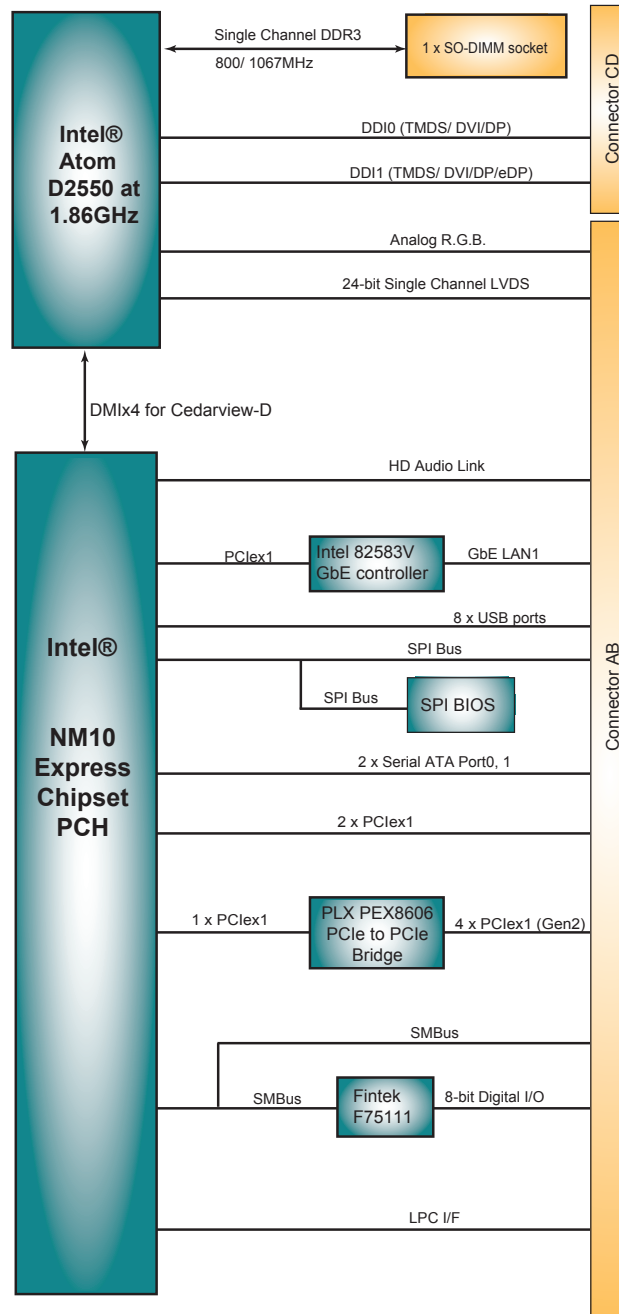 Single Channel DDR3
800/ 1067MHz
1 x SO-DIMM socket
Connector CD
Intel®
Atom
D2550 at
1.86GHz
DDI0 (TMDS/ DVI/DP)
DDI1 (TMDS/ DVI/DP/eDP)
Analog R.G.B.
24-bit Single Channel LVDS
DMIx4 for Cedarview-D
Connector AB
Intel®
NM10
Express
Chipset
PCH
HD Audio Link
PCIex1
Intel 82583V
GbE controller
GbE LAN1
8 x USB ports
SPI Bus
SPI Bus
SPI BIOS
2 x Serial ATA Port0, 1
2 x PCIex1
1 x PCIex1
PLX PEX8606
PCIe to PCIe
Bridge
4 x PCIex1 (Gen2)
SMBus
SMBus
Fintek
F75111
8-bit Digital I/O
LPC I/F